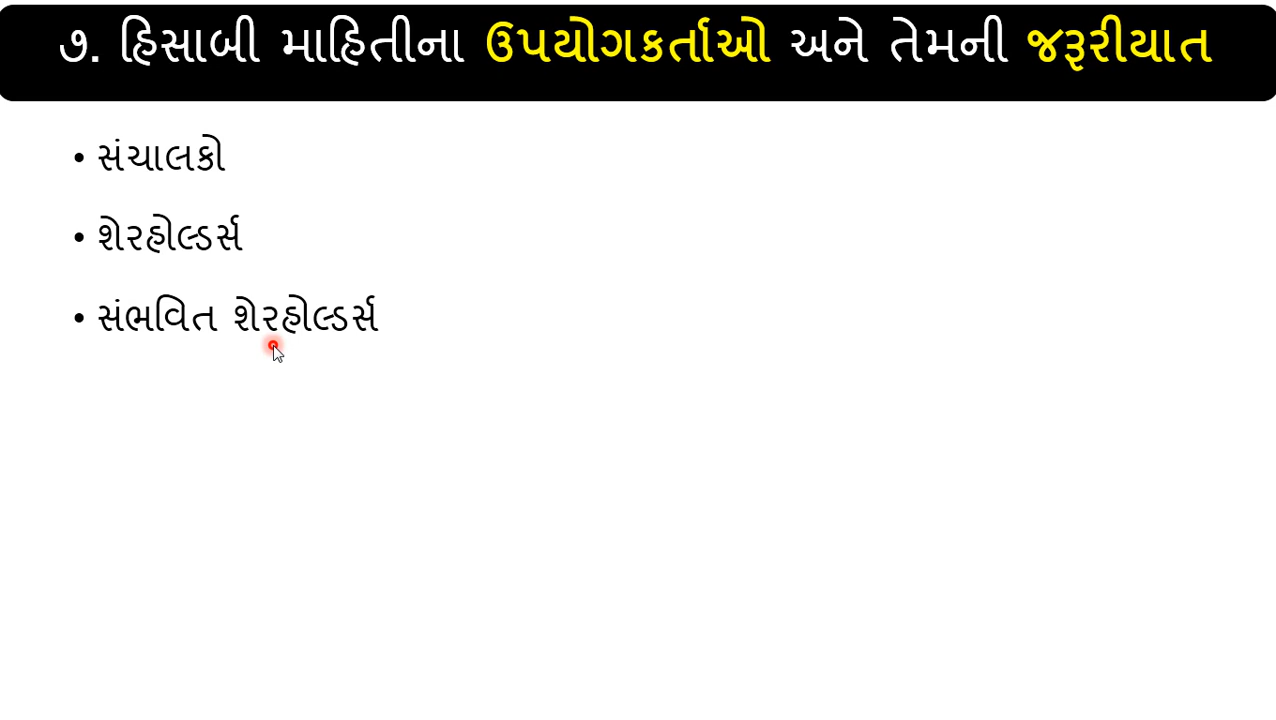 ૭. હિસાબી માહિતીના ઉપયોગકર્તાઓ અને તેમની જરૂરીયાત
• સંચાલકો
• શેરહોલ્ડર્સ
• સંભવિત શેરહોલ્ડર્સ